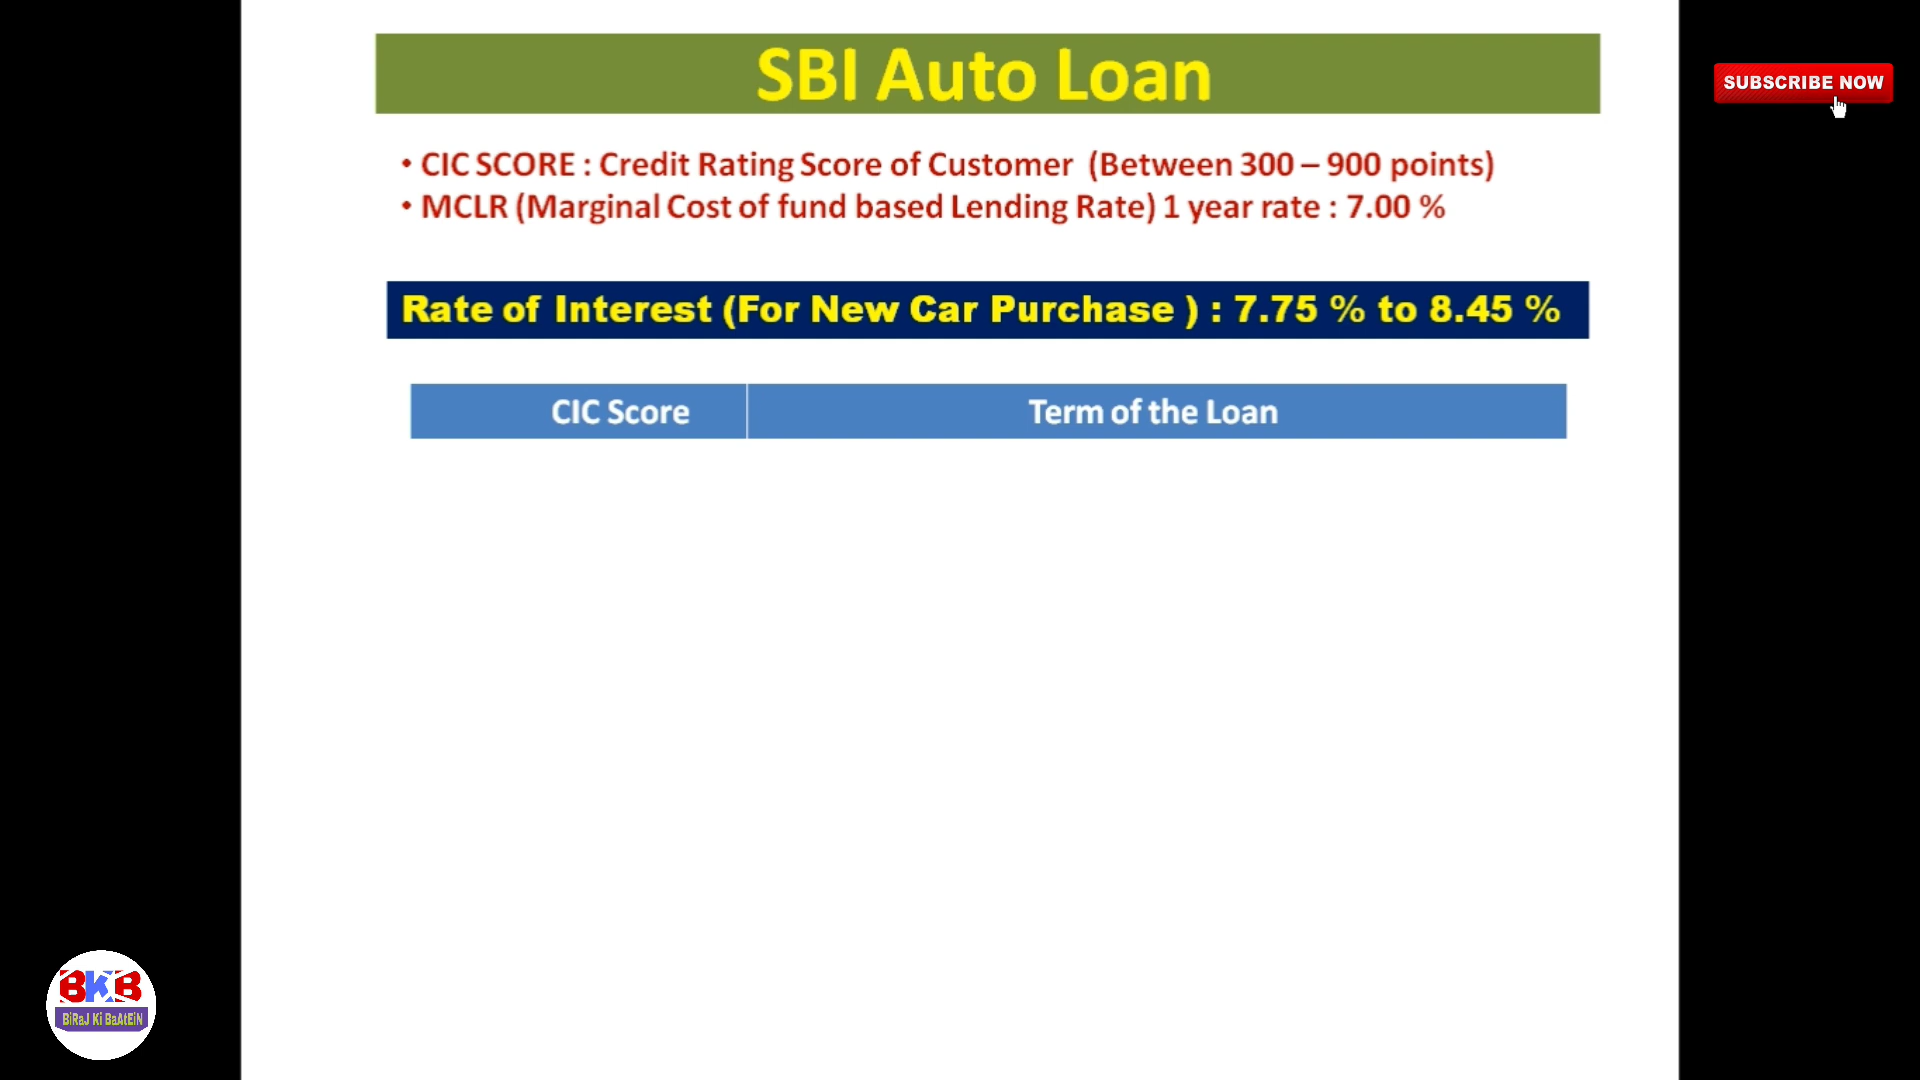 SBI Auto Loan
SUBSCRIBE NOW
• CIC SCORE : Credit Rating Score of Customer (Between 300 – 900 points)
• MCLR (Marginal Cost of fund based Lending Rate) 1 year rate : 7.00 %
Rate of Interest (For New Car Purchase ) : 7.75 % to 8.45 %
CIC Score Term of the Loan
BKB
BiRaJ Ki BaAtEiN